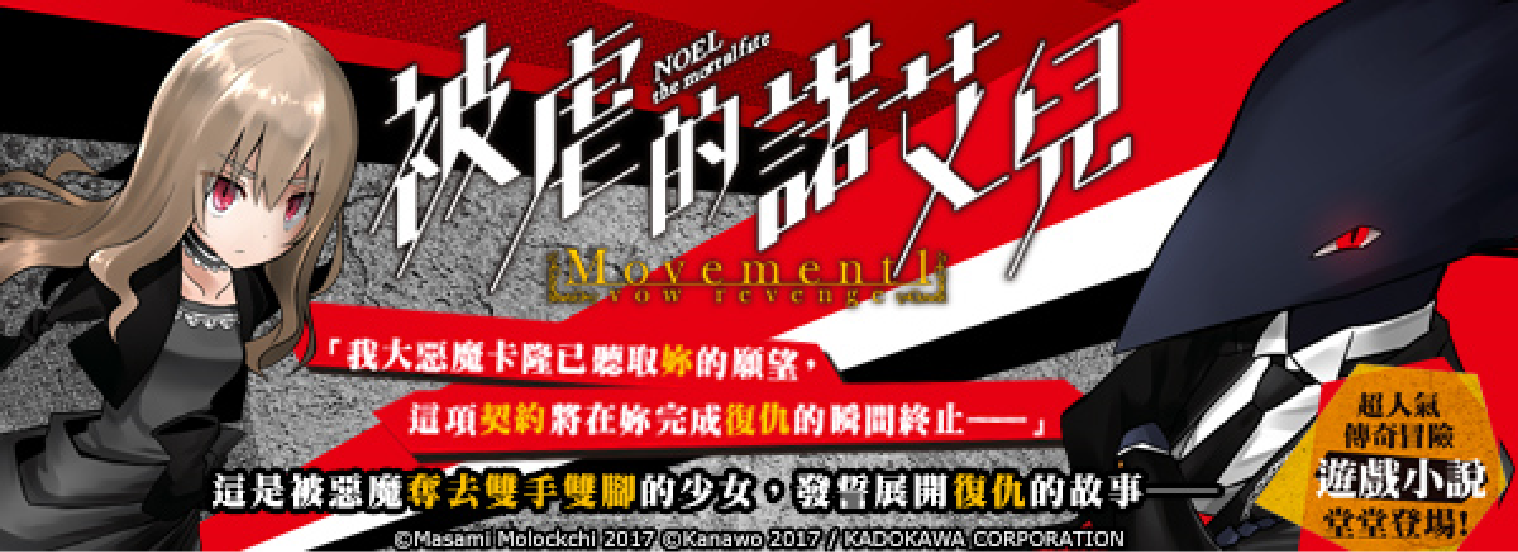 被虐的諾艾兒
NOEL
the mortal fate
Movement1
vow revenge
「我大惡魔卡隆已聽取妳的願望，
這項契約將在妳完成復仇的瞬間終止——」
這是被惡魔奪去雙手雙腳的少女，發誓展開復仇的故事——
超人氣
傳奇冒險
遊戲小說
堂堂登場!
©Masami Molockchi 2017 ©Kanawo 2017 / KADOKAWA CORPORATION